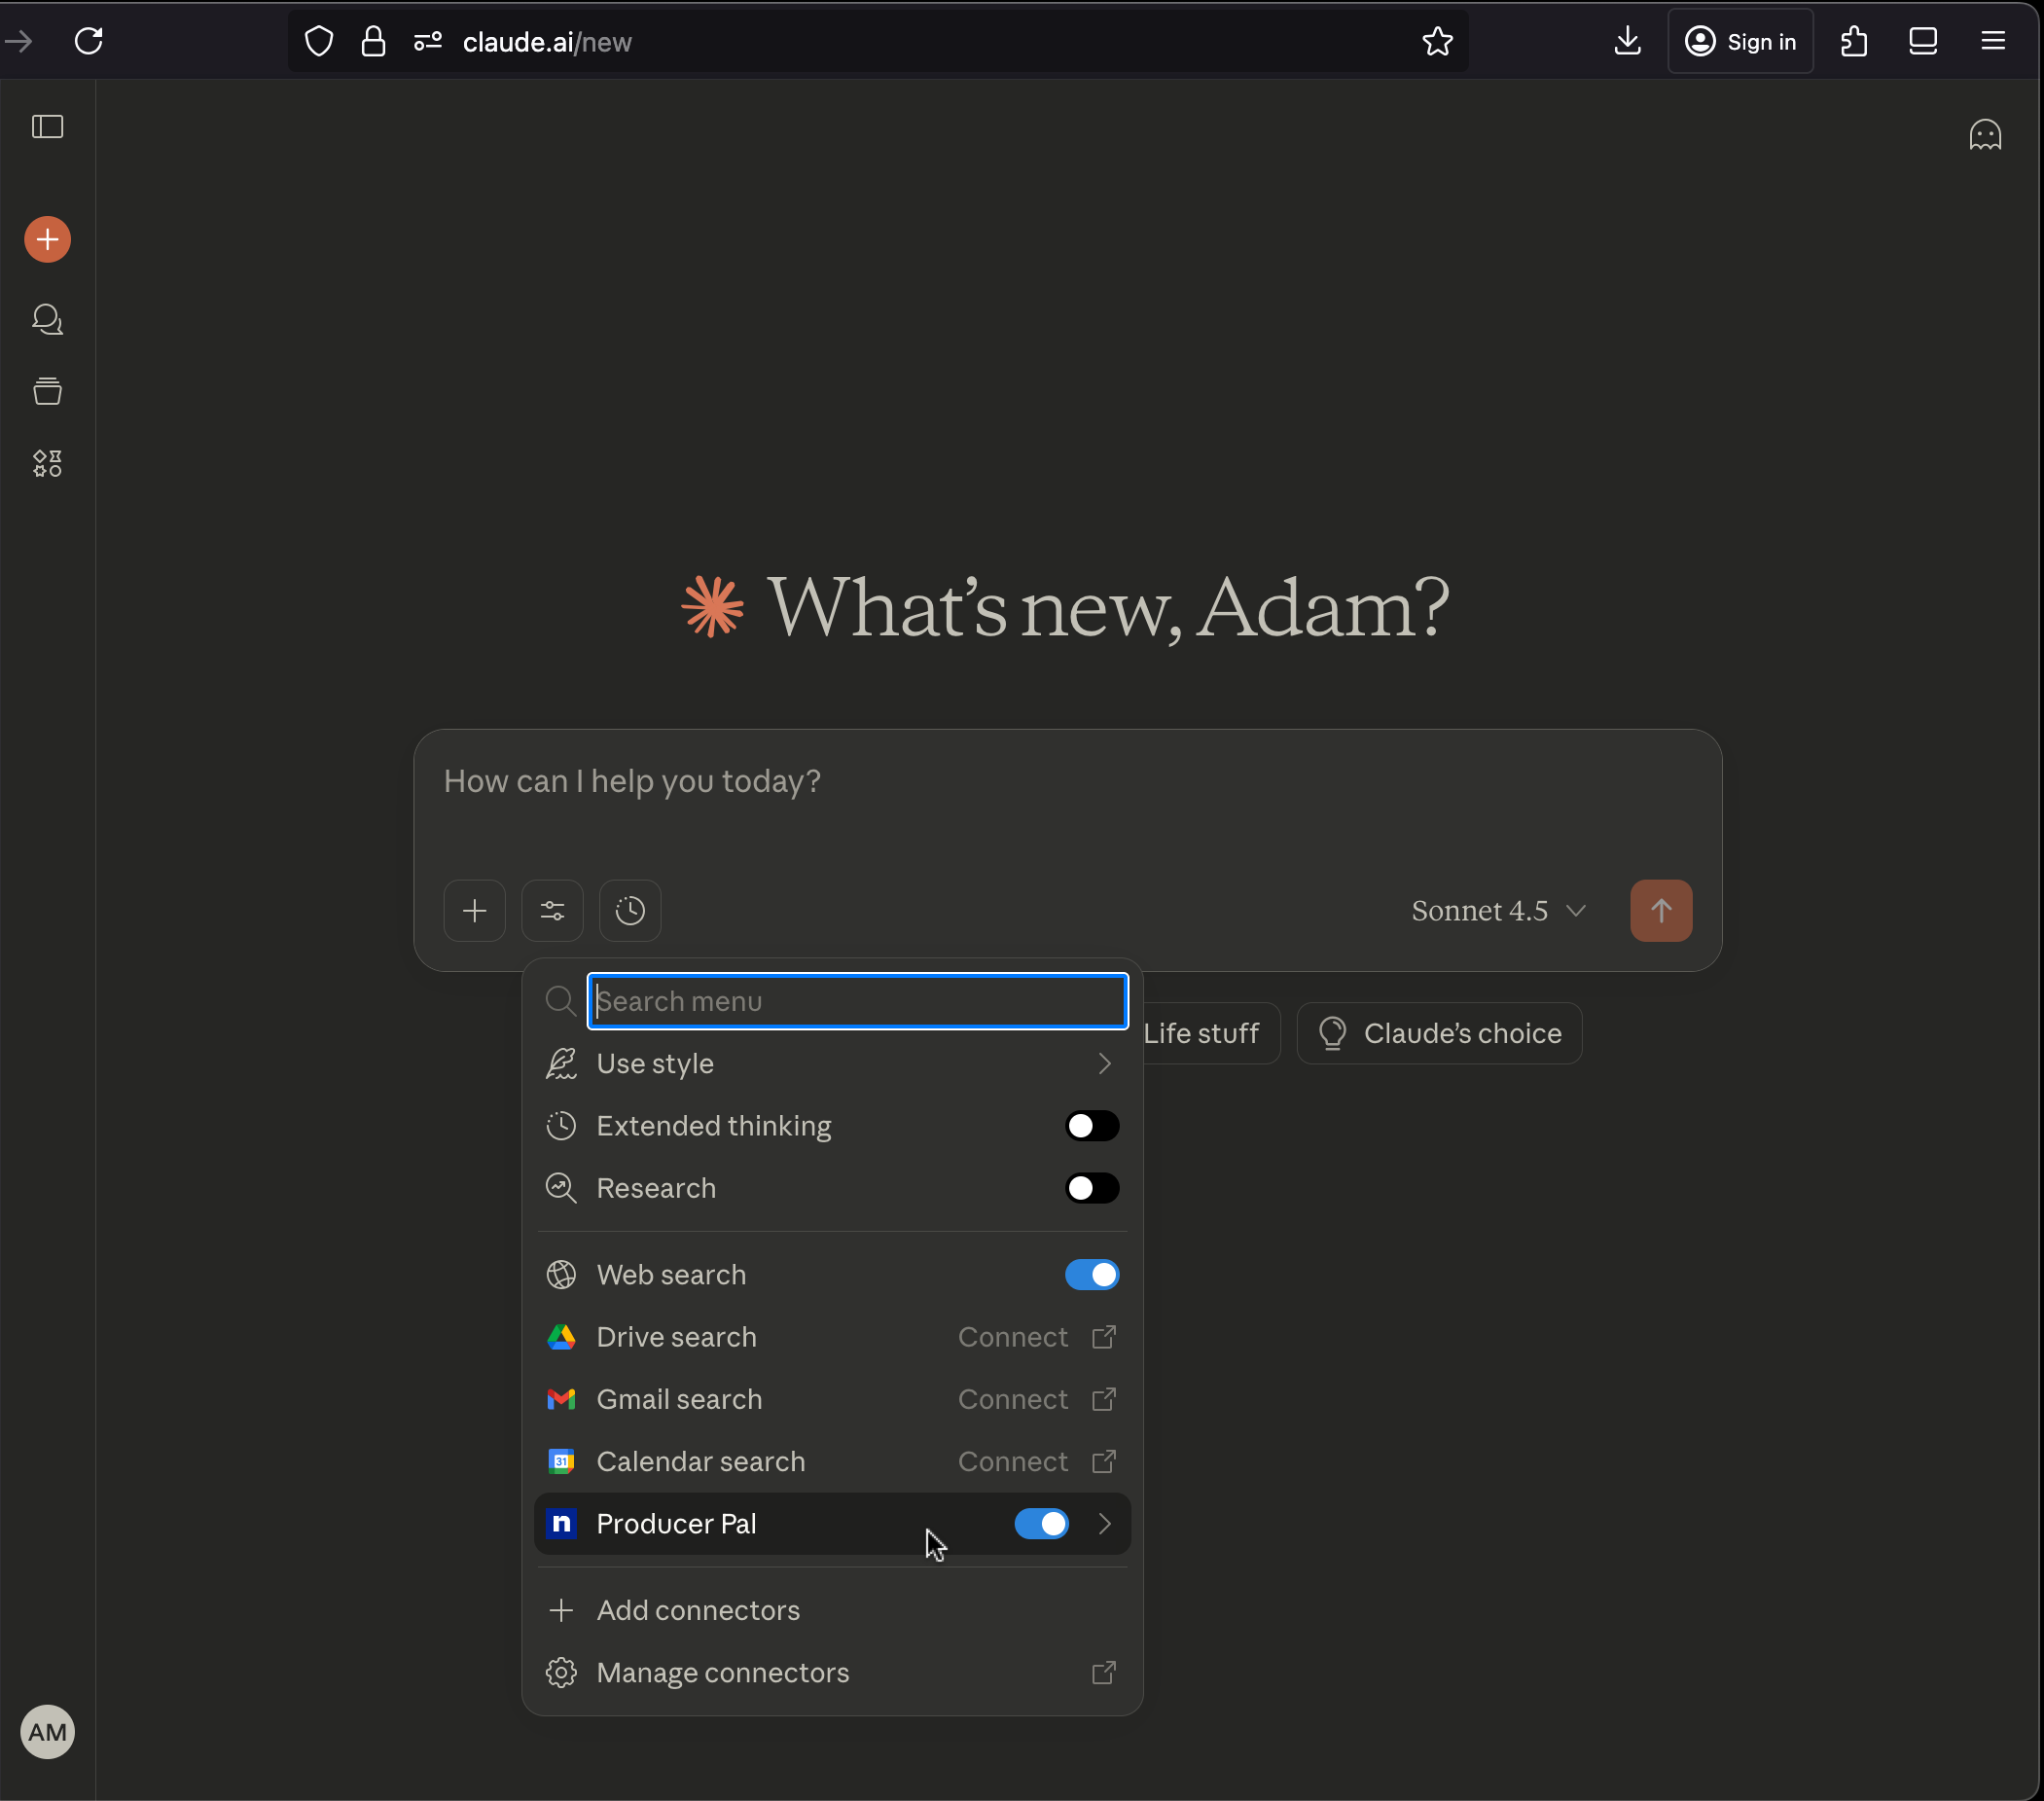 claude.ai/new
Sign in
What's new, Adam?
How can I help you today?
Sonnet 4.5
Search menu
Life stuff
Claude's choice
Use style
Extended thinking
Research
Web search
Drive search Connect
Gmail search Connect
31
Calendar search Connect
n
Producer Pal
Add connectors
Manage connectors
AM